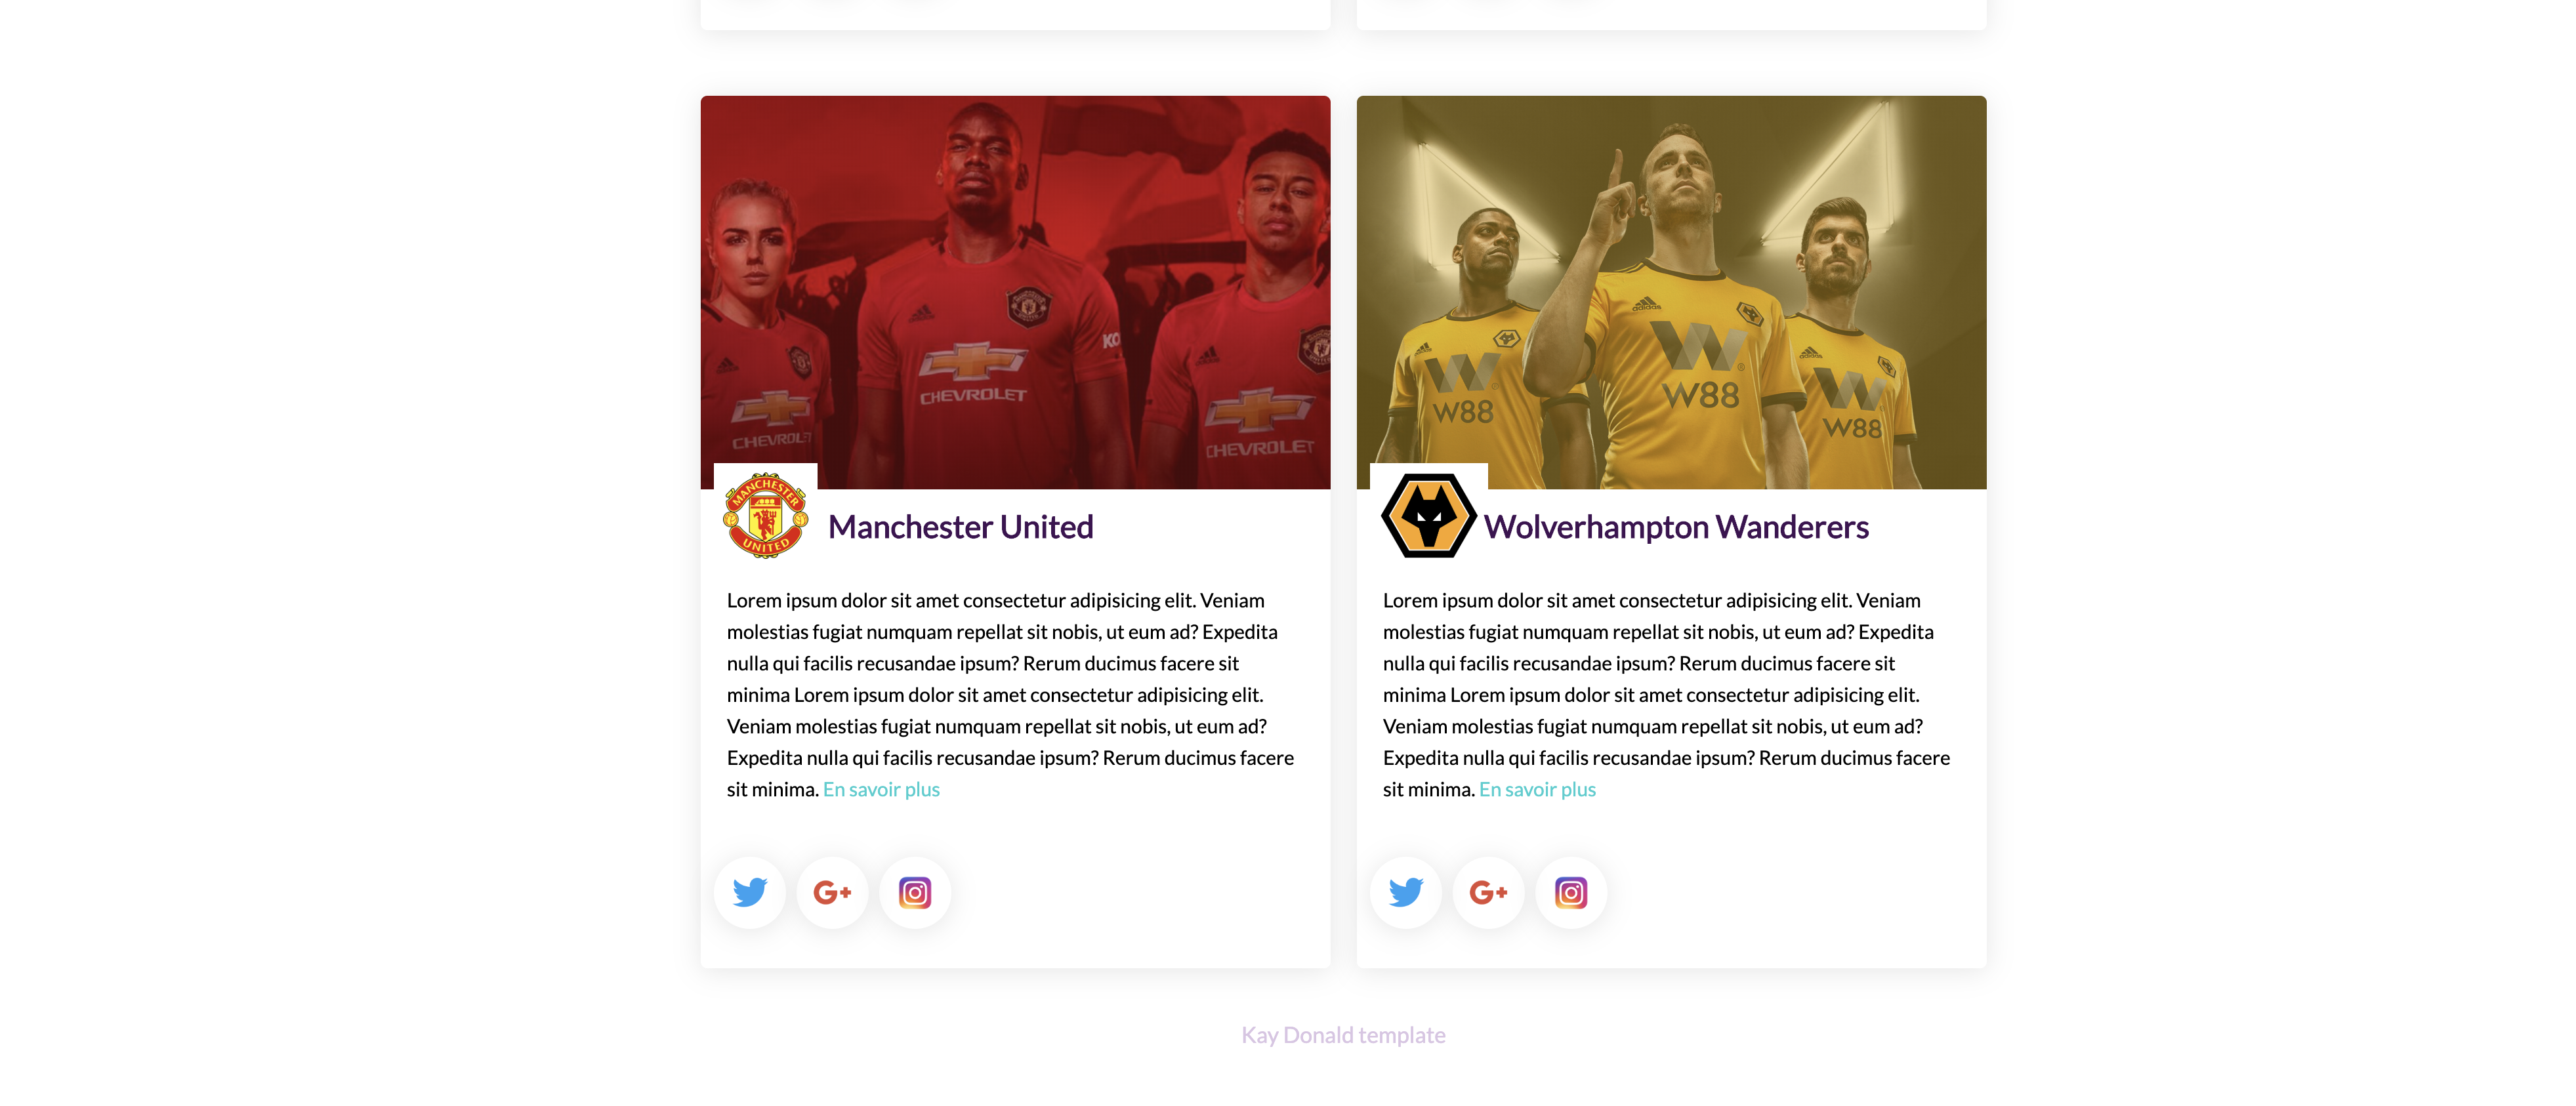 KO
CHEVROLET
CHEVROLET
CHEVROLET
adidas
W88
W88
W88
MANCHESTER
UNITED
Manchester United
Lorem ipsum dolor sit amet consectetur adipisicing elit. Veniam
molestias fugiat numquam repellat sit nobis, ut eum ad? Expedita
nulla qui facilis recusandae ipsum? Rerum ducimus facere sit
minima Lorem ipsum dolor sit amet consectetur adipisicing elit.
Veniam molestias fugiat numquam repellat sit nobis, ut eum ad?
Expedita nulla qui facilis recusandae ipsum? Rerum ducimus facere
sit minima. En savoir plus
G+
Wolverhampton Wanderers
Lorem ipsum dolor sit amet consectetur adipisicing elit. Veniam
molestias fugiat numquam repellat sit nobis, ut eum ad? Expedita
nulla qui facilis recusandae ipsum? Rerum ducimus facere sit
minima Lorem ipsum dolor sit amet consectetur adipisicing elit.
Veniam molestias fugiat numquam repellat sit nobis, ut eum ad?
Expedita nulla qui facilis recusandae ipsum? Rerum ducimus facere
sit minima. En savoir plus
G+
Kay Donald template